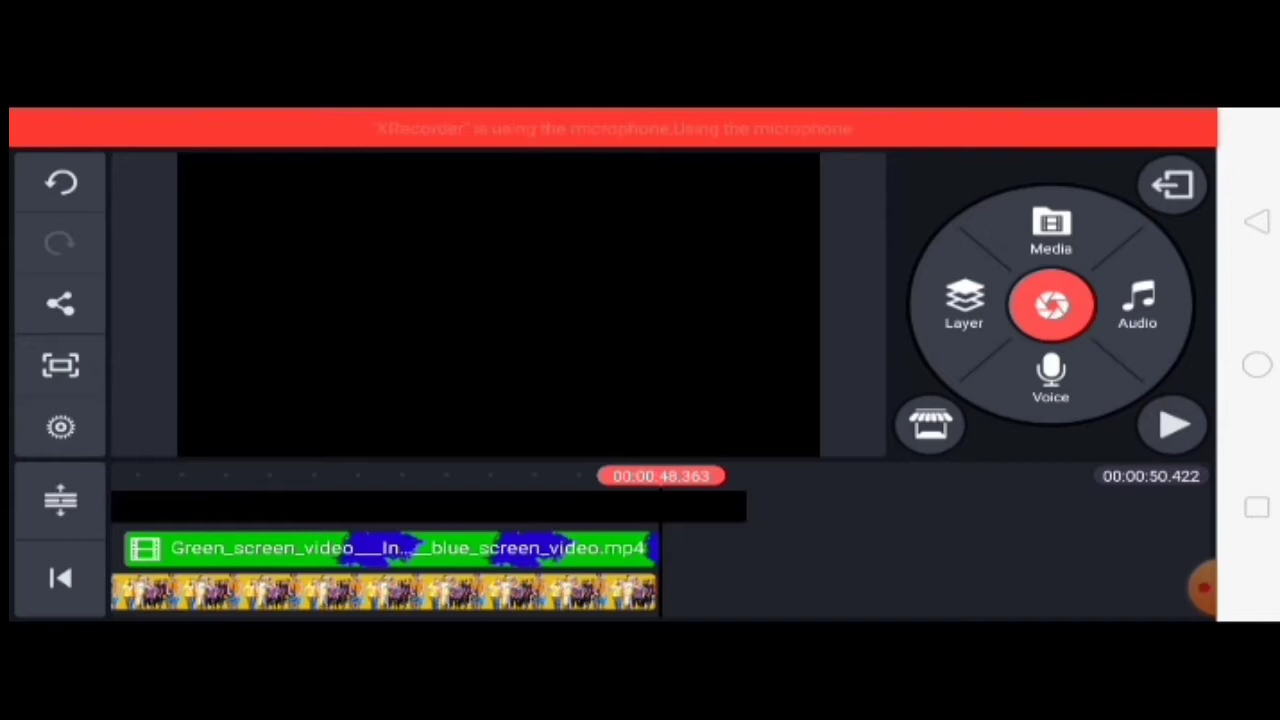 "XRecorder" is using the microphone,Using the microphone
Media
Layer
Audio
Voice
00:00:48.363
00:00:50.422
Green_screen_video___In...__blue_screen_video.mp4